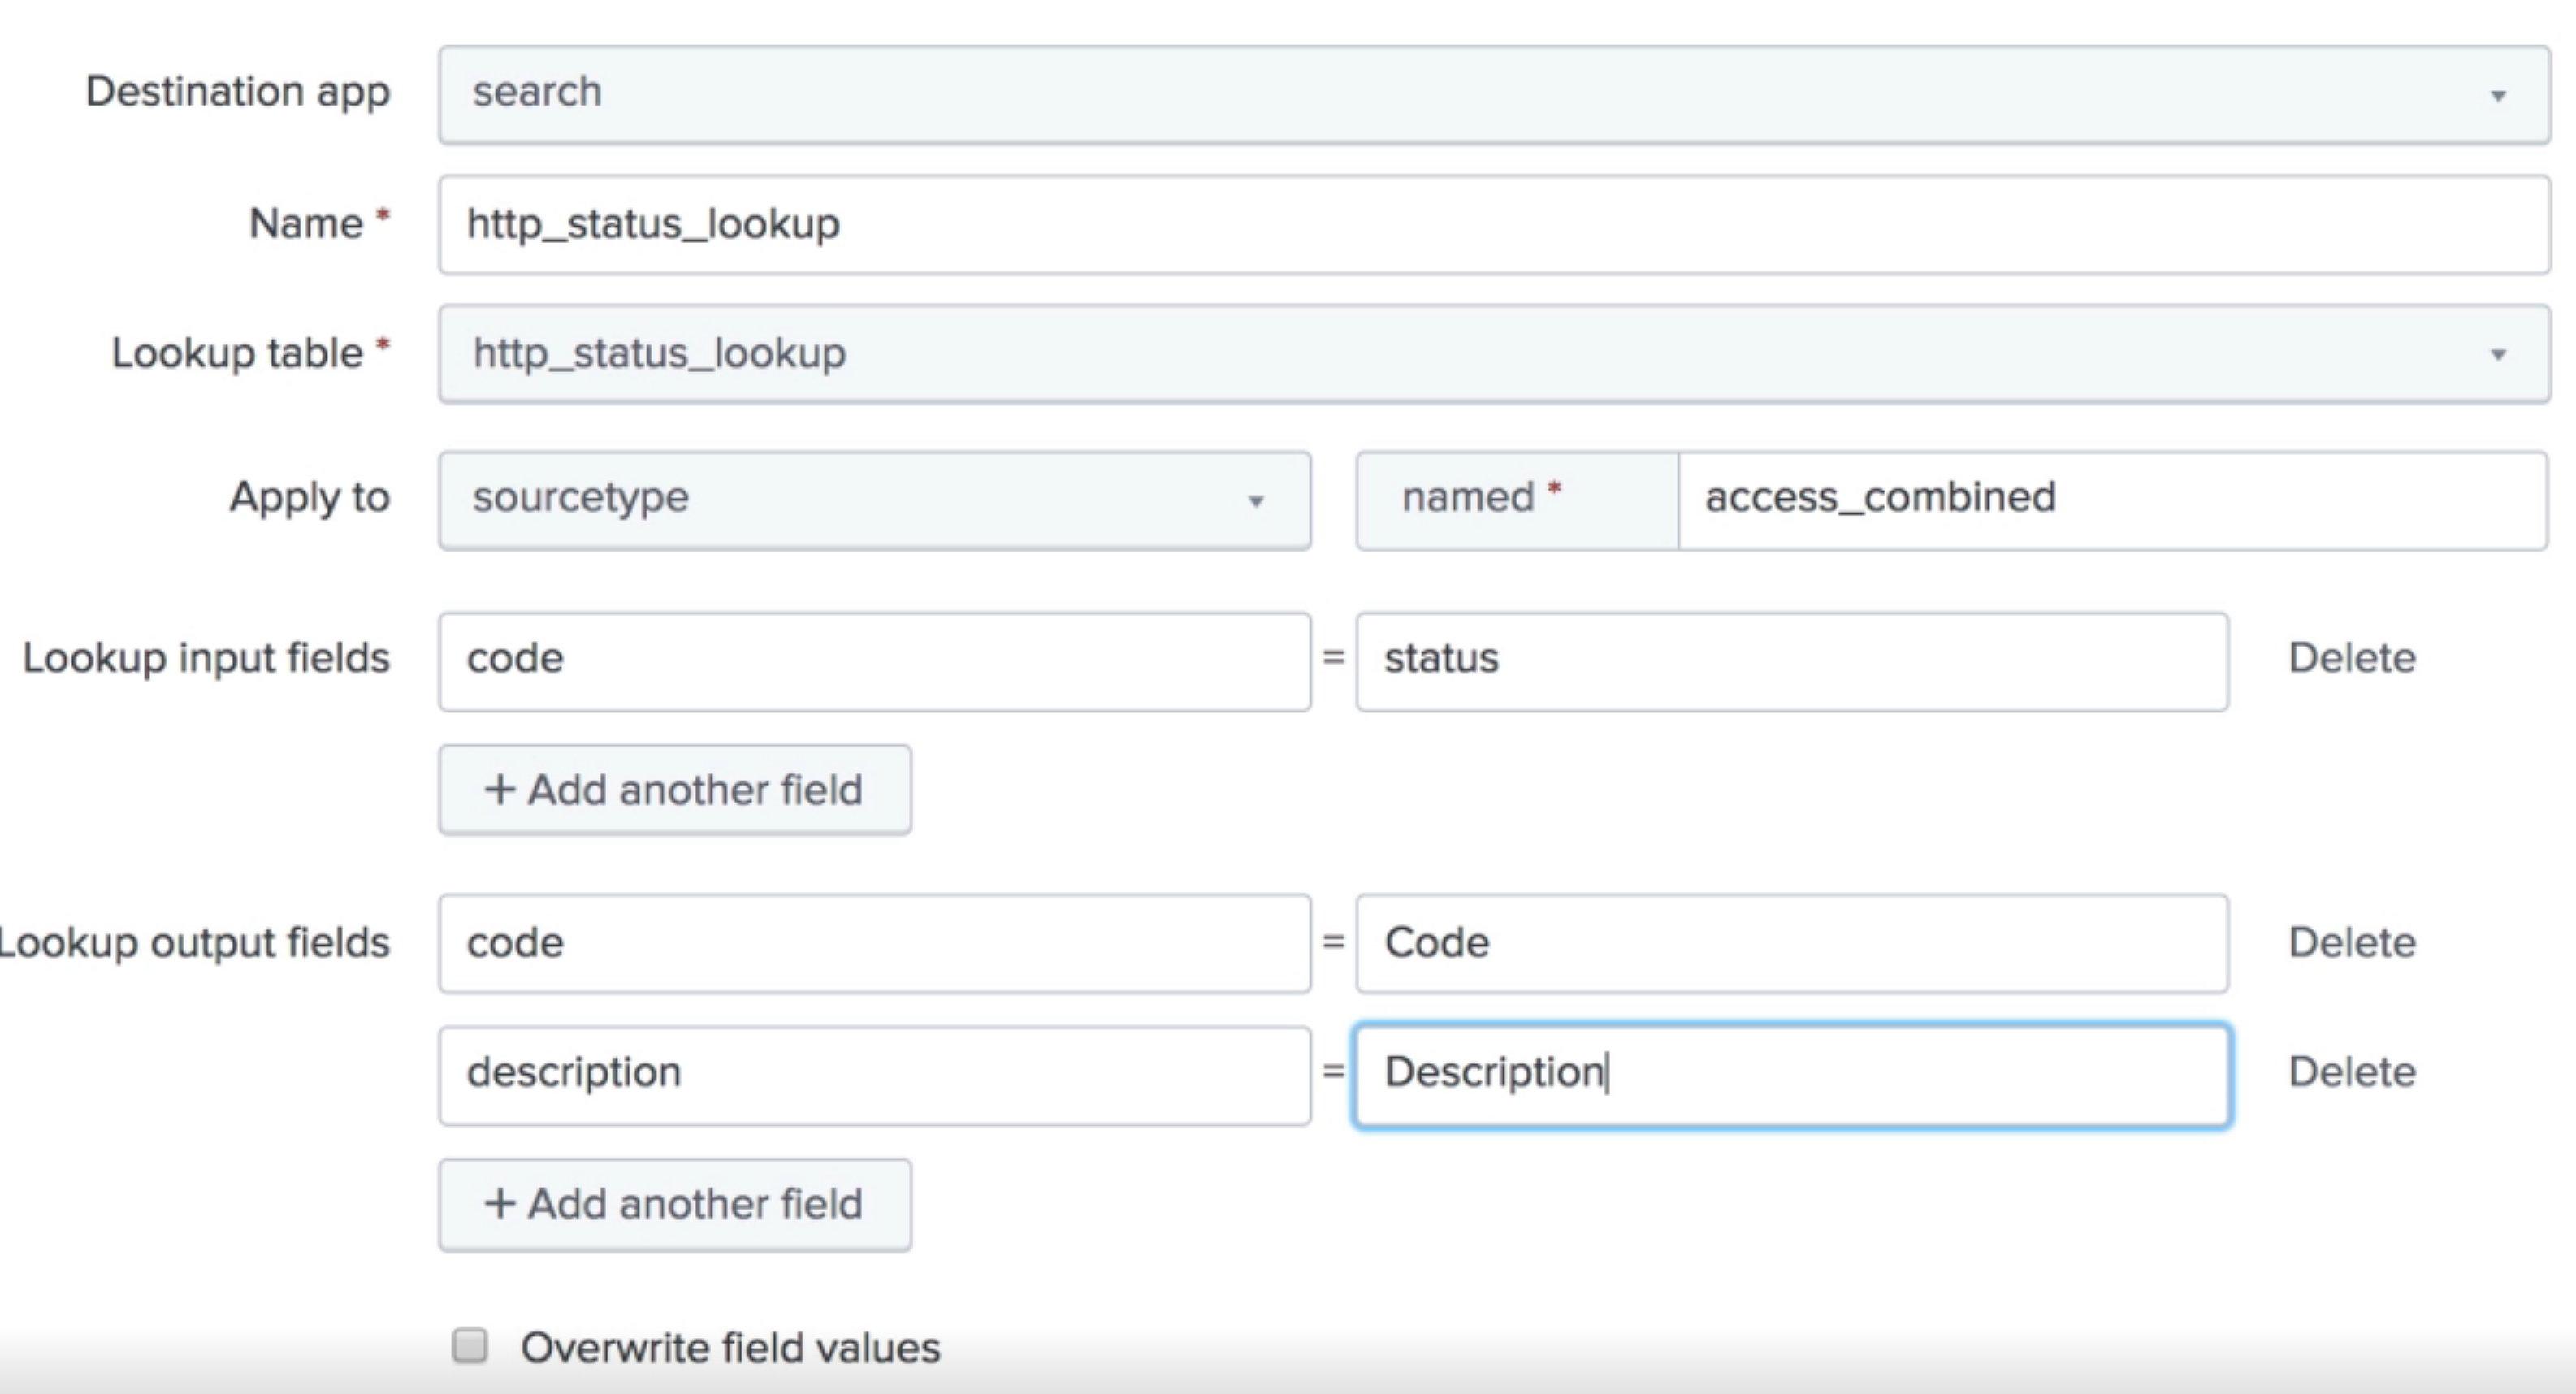 Destination app search
Name * http_status_lookup
Lookup table * http_status_lookup
Apply to sourcetype named * access_combined
Lookup input fields code = status Delete
+ Add another field
Lookup output fields code = Code Delete
description = Description Delete
+ Add another field
Overwrite field values